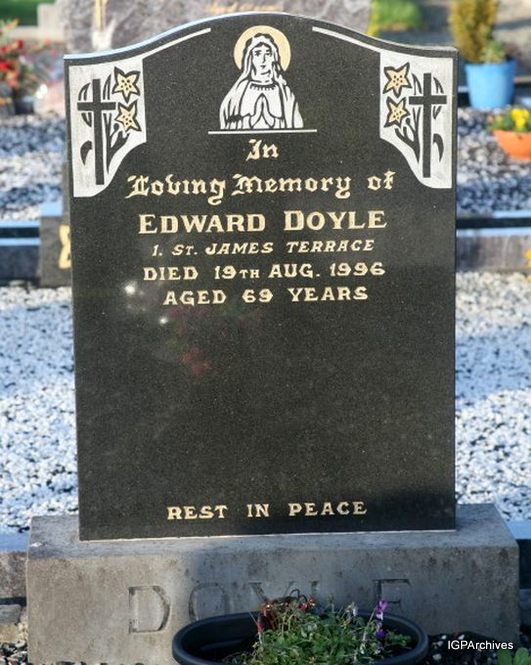 In
Loving Memory of
EDWARD DOYLE
1. ST. JAMES TERRACE
DIED 19TH AUG. 1996
AGED 69 YEARS
REST IN PEACE
DOYLE
IGPArchives